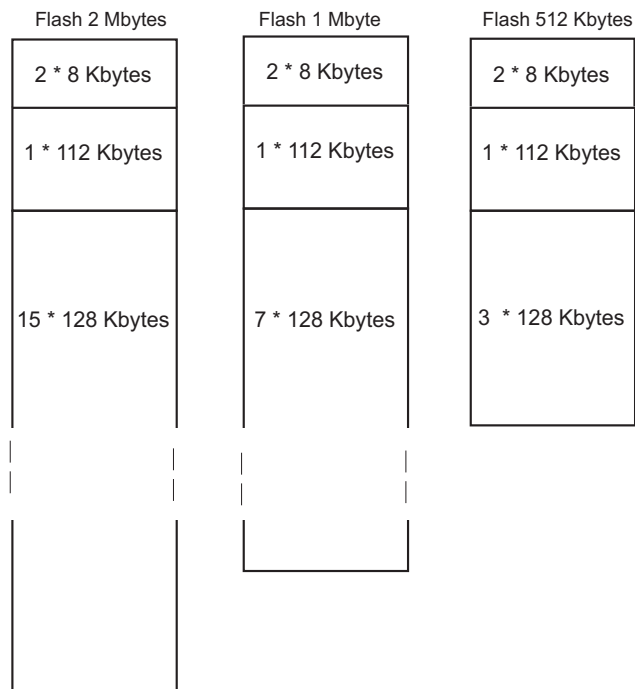 Flash 2 Mbytes
Flash 1 Mbyte
Flash 512 Kbytes
2 * 8 Kbytes
2 * 8 Kbytes
2 * 8 Kbytes
1 * 112 Kbytes
1 * 112 Kbytes
1 * 112 Kbytes
15 * 128 Kbytes
7 * 128 Kbytes
3 * 128 Kbytes